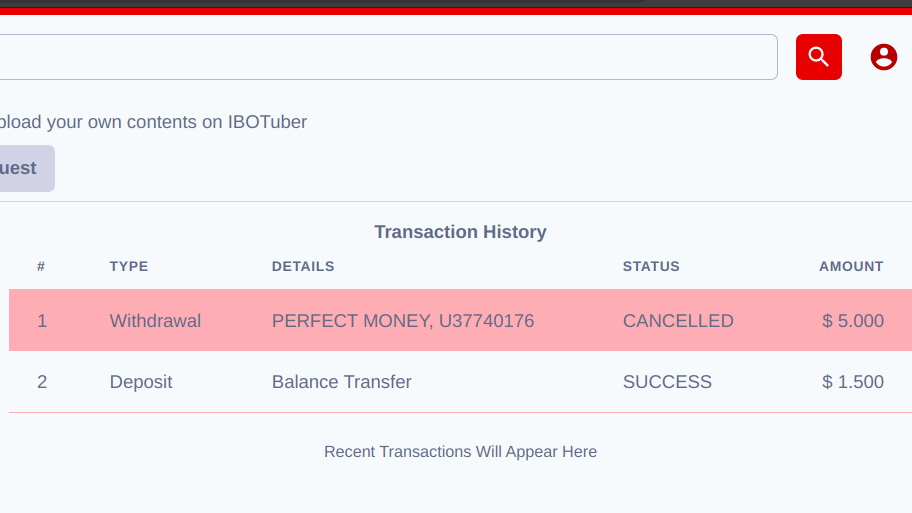 pload your own contents on IBOTuber
uest
Transaction History
# TYPE DETAILS STATUS AMOUNT
1 Withdrawal PERFECT MONEY, U37740176 CANCELLED $ 5.000
2 Deposit Balance Transfer SUCCESS $ 1.500
Recent Transactions Will Appear Here